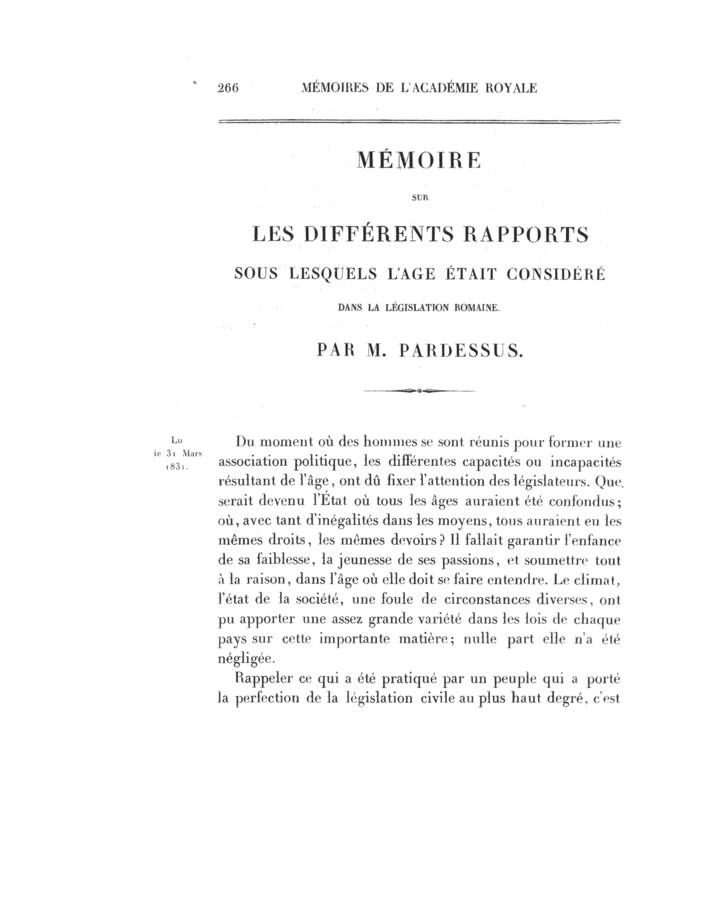 266 MÉMOIRES DE L'ACADÉMIE ROYALE
MÉMOIRE
SUR
LES DIFFÉRENTS RAPPORTS
SOUS LESQUELS L'AGE ÉTAIT CONSIDÉRÉ
DANS LA LÉGISLATION ROMAINE.
PAR M. PARDESSUS.
Lu
le 31 Mars
1831.
Du moment où des hommes se sont réunis pour former une
association politique, les différentes capacités ou incapacités
résultant de l'âge, ont dû fixer l'attention des législateurs. Que
serait devenu l'État où tous les âges auraient été confondus;
où, avec tant d'inégalités dans les moyens, tous auraient eu les
mêmes droits, les mêmes devoirs? Il fallait garantir l'enfance
de sa faiblesse, la jeunesse de ses passions, et soumettre tout
à la raison, dans l'âge où elle doit se faire entendre. Le climat,
l'état de la société, une foule de circonstances diverses, ont
pu apporter une assez grande variété dans les lois de chaque
pays sur cette importante matière; nulle part elle n'a été
négligée.
Rappeler ce qui a été pratiqué par un peuple qui a porté
la perfection de la législation civile au plus haut degré, c'est